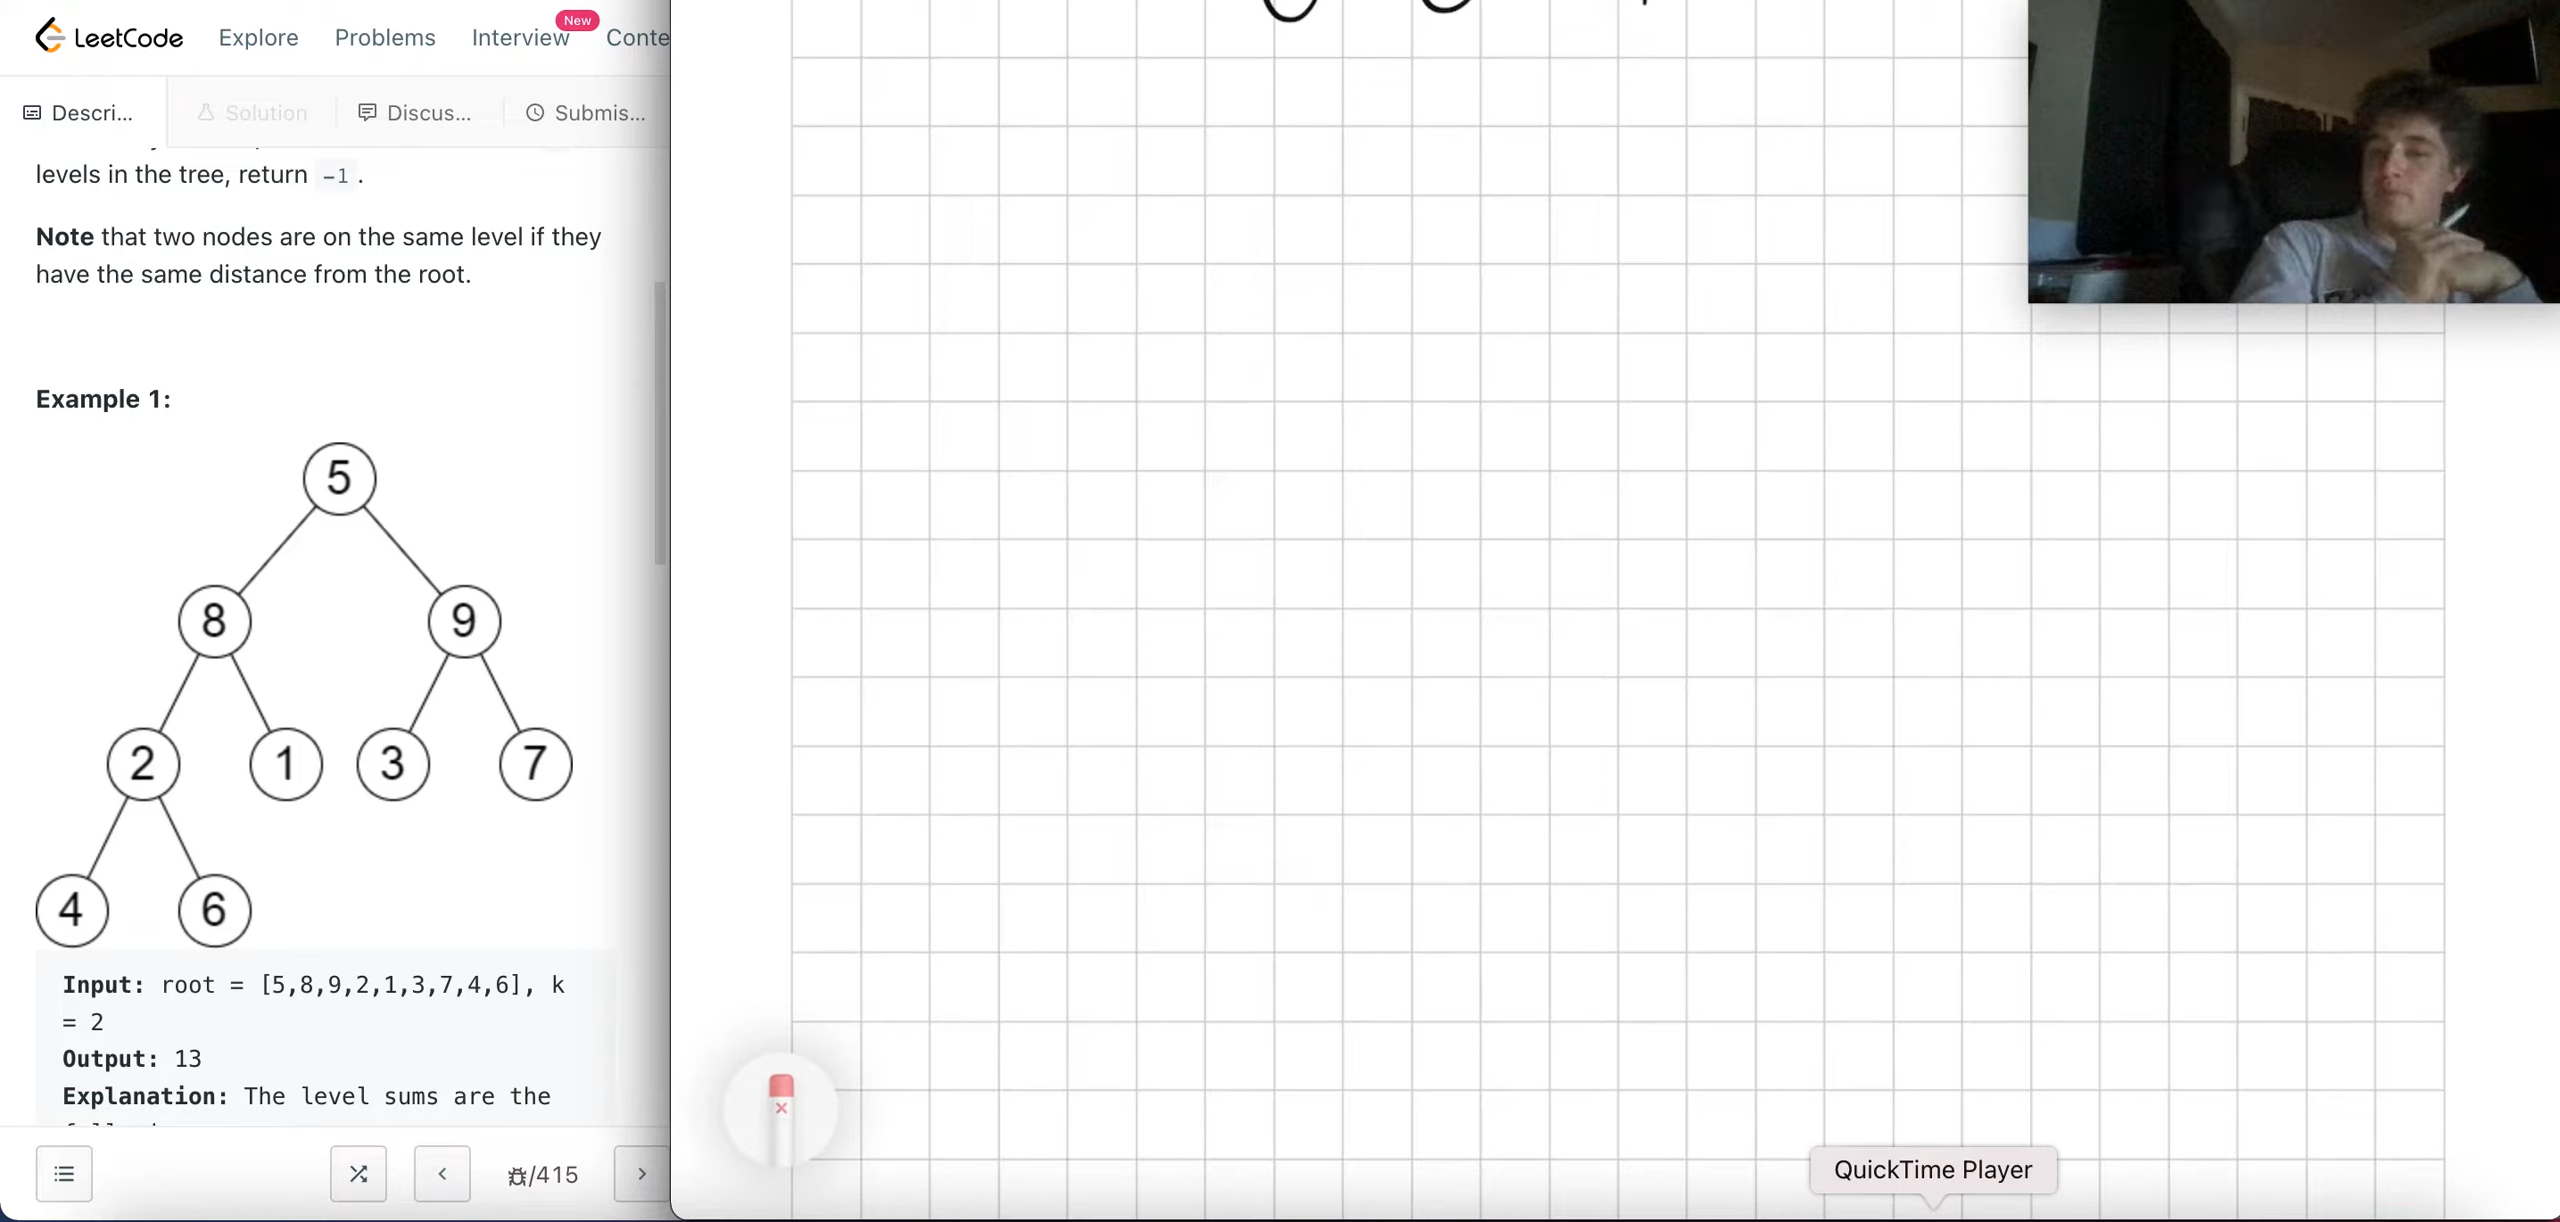 LeetCode Explore Problems Interview New Conte
Descri... Solution Discus... Submis...
levels in the tree, return -1 .
Note that two nodes are on the same level if they
have the same distance from the root.
Example 1:
5
8 9
2 1 3 7
4 6
Input: root = [5,8,9,2,1,3,7,4,6], k
= 2
Output: 13
Explanation: The level sums are the
/415
QuickTime Player